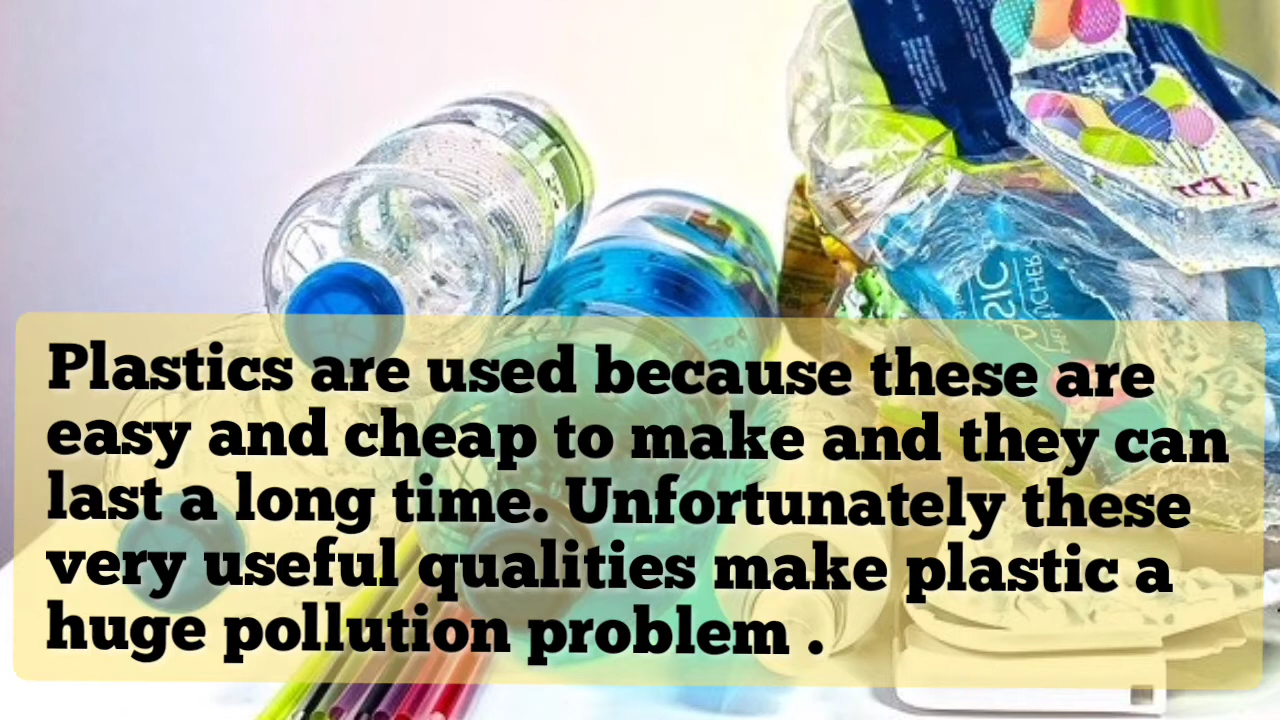 Plastics are used because these are
easy and cheap to make and they can
last a long time. Unfortunately these
very useful qualities make plastic a
huge pollution problem .